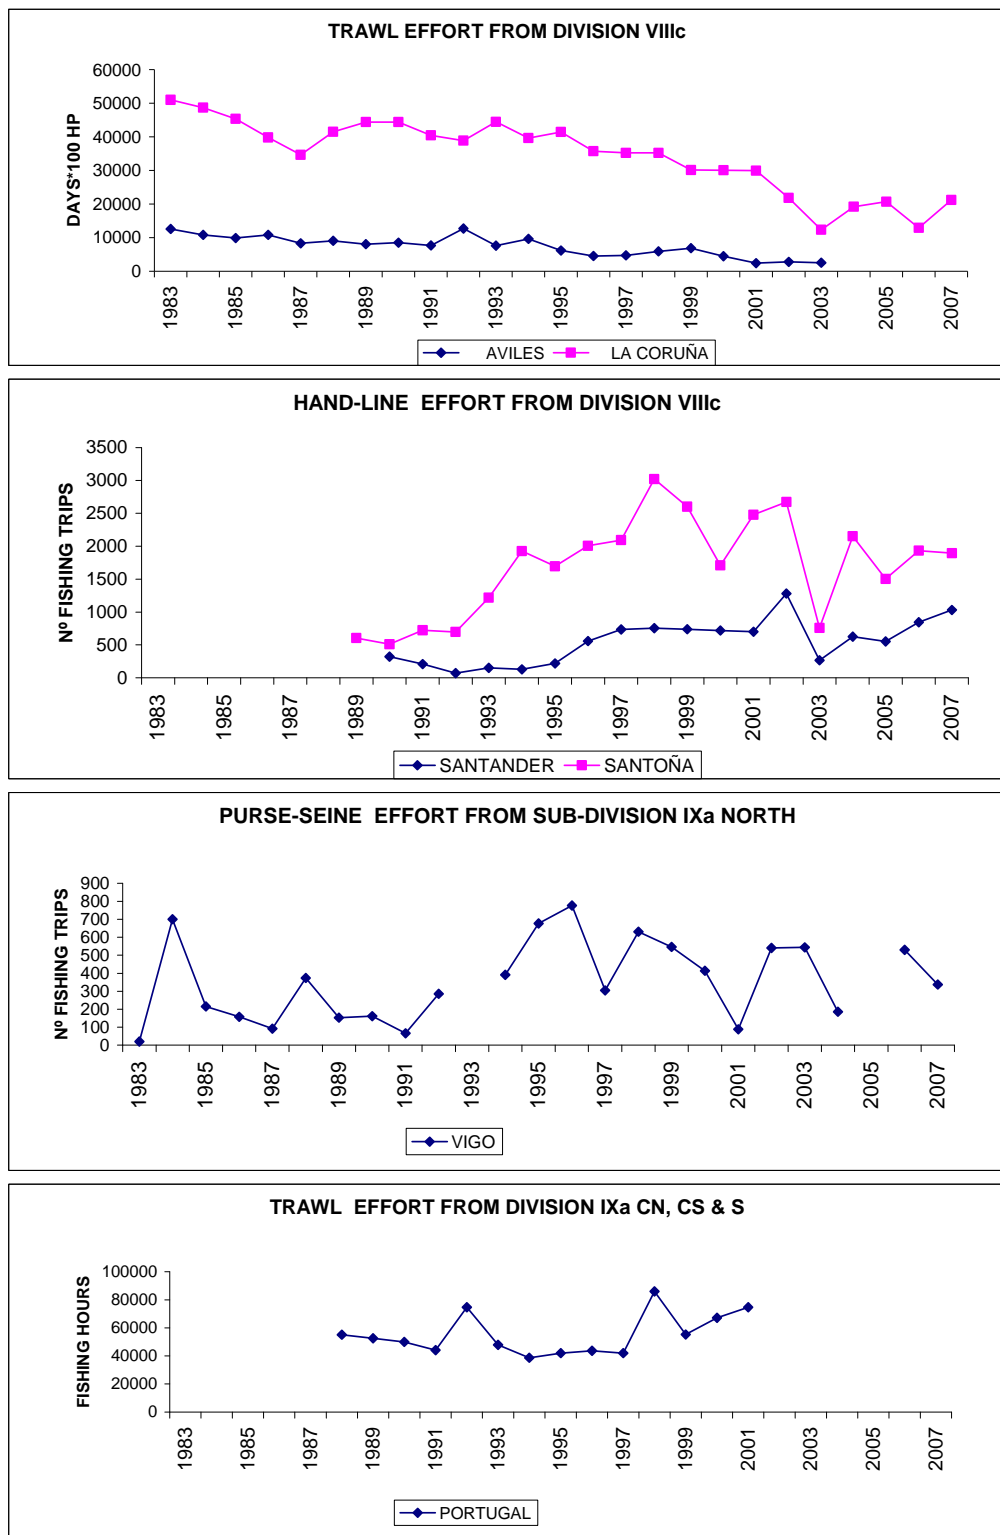 TRAWL EFFORT FROM DIVISION VIIIc
60000
50000
40000
30000
20000
10000
0
DAYS*100 HP
1983 1985 1987 1989 1991 1993 1995 1997 1999 2001 2003 2005 2007
AVILES LA CORUÑA
HAND-LINE EFFORT FROM DIVISION VIIIc
3500
3000
2500
2000
1500
1000
500
0
Nº FISHING TRIPS
1983 1985 1987 1989 1991 1993 1995 1997 1999 2001 2003 2005 2007
SANTANDER SANTOÑA
PURSE-SEINE EFFORT FROM SUB-DIVISION IXa NORTH
900
800
700
600
500
400
300
200
100
0
Nº FISHING TRIPS
1983 1985 1987 1989 1991 1993 1995 1997 1999 2001 2003 2005 2007
VIGO
TRAWL EFFORT FROM DIVISION IXa CN, CS & S
100000
80000
60000
40000
20000
0
FISHING HOURS
1983 1985 1987 1989 1991 1993 1995 1997 1999 2001 2003 2005 2007
PORTUGAL